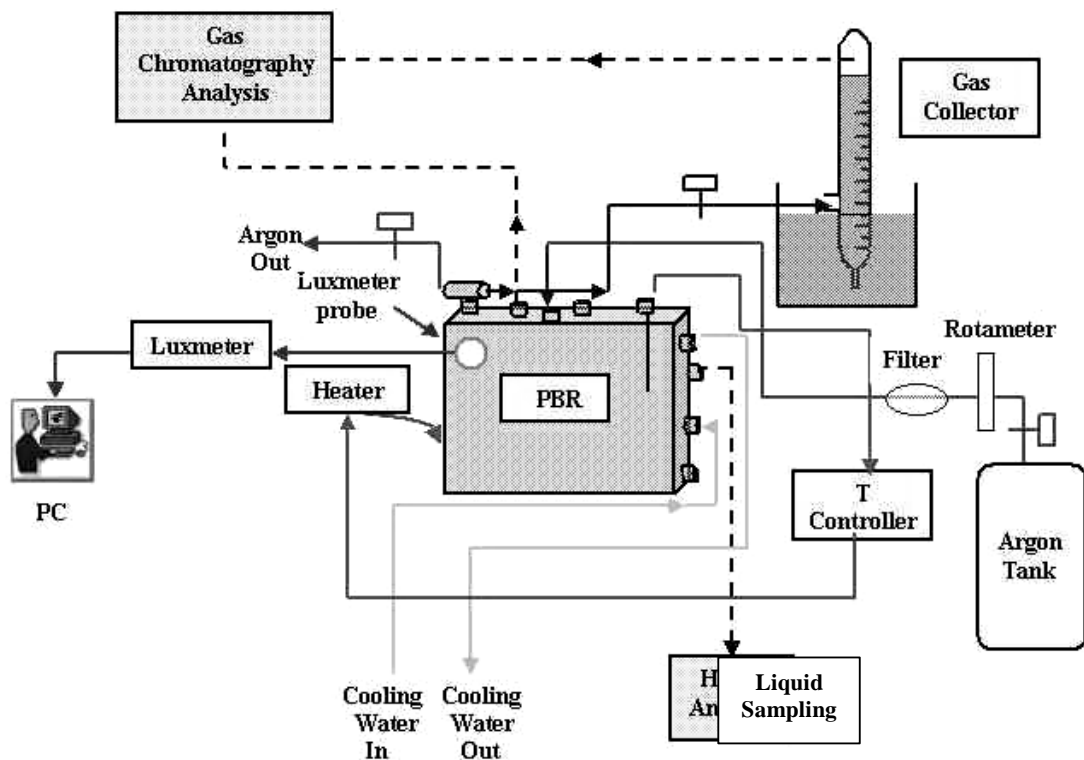 Gas
Chromatography
Analysis
Gas
Collector
Argon
Out
Luxmeter
probe
Rotameter
Filter
Luxmeter
Heater
PBR
PC
T
Controller
Argon
Tank
Cooling
Water
In
Cooling
Water
Out
Liquid
Sampling